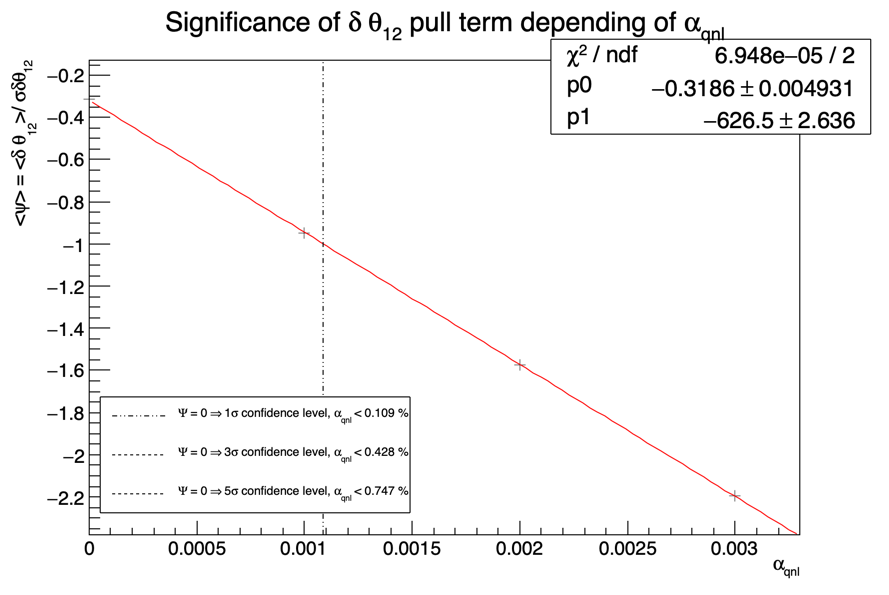 Significance of δ θ12 pull term depending of αqnl
χ2 / ndf 6.948e−05 / 2
p0 −0.3186 ± 0.004931
p1 −626.5 ± 2.636
<ψ> = <δ θ12 >/ σδθ12
−0.2
−0.4
−0.6
−0.8
−1
−1.2
−1.4
−1.6
−1.8
−2
−2.2
Ψ = 0 ⇒ 1σ confidence level, αqnl < 0.109 %
Ψ = 0 ⇒ 3σ confidence level, αqnl < 0.428 %
Ψ = 0 ⇒ 5σ confidence level, αqnl < 0.747 %
0 0.0005 0.001 0.0015 0.002 0.0025 0.003
αqnl